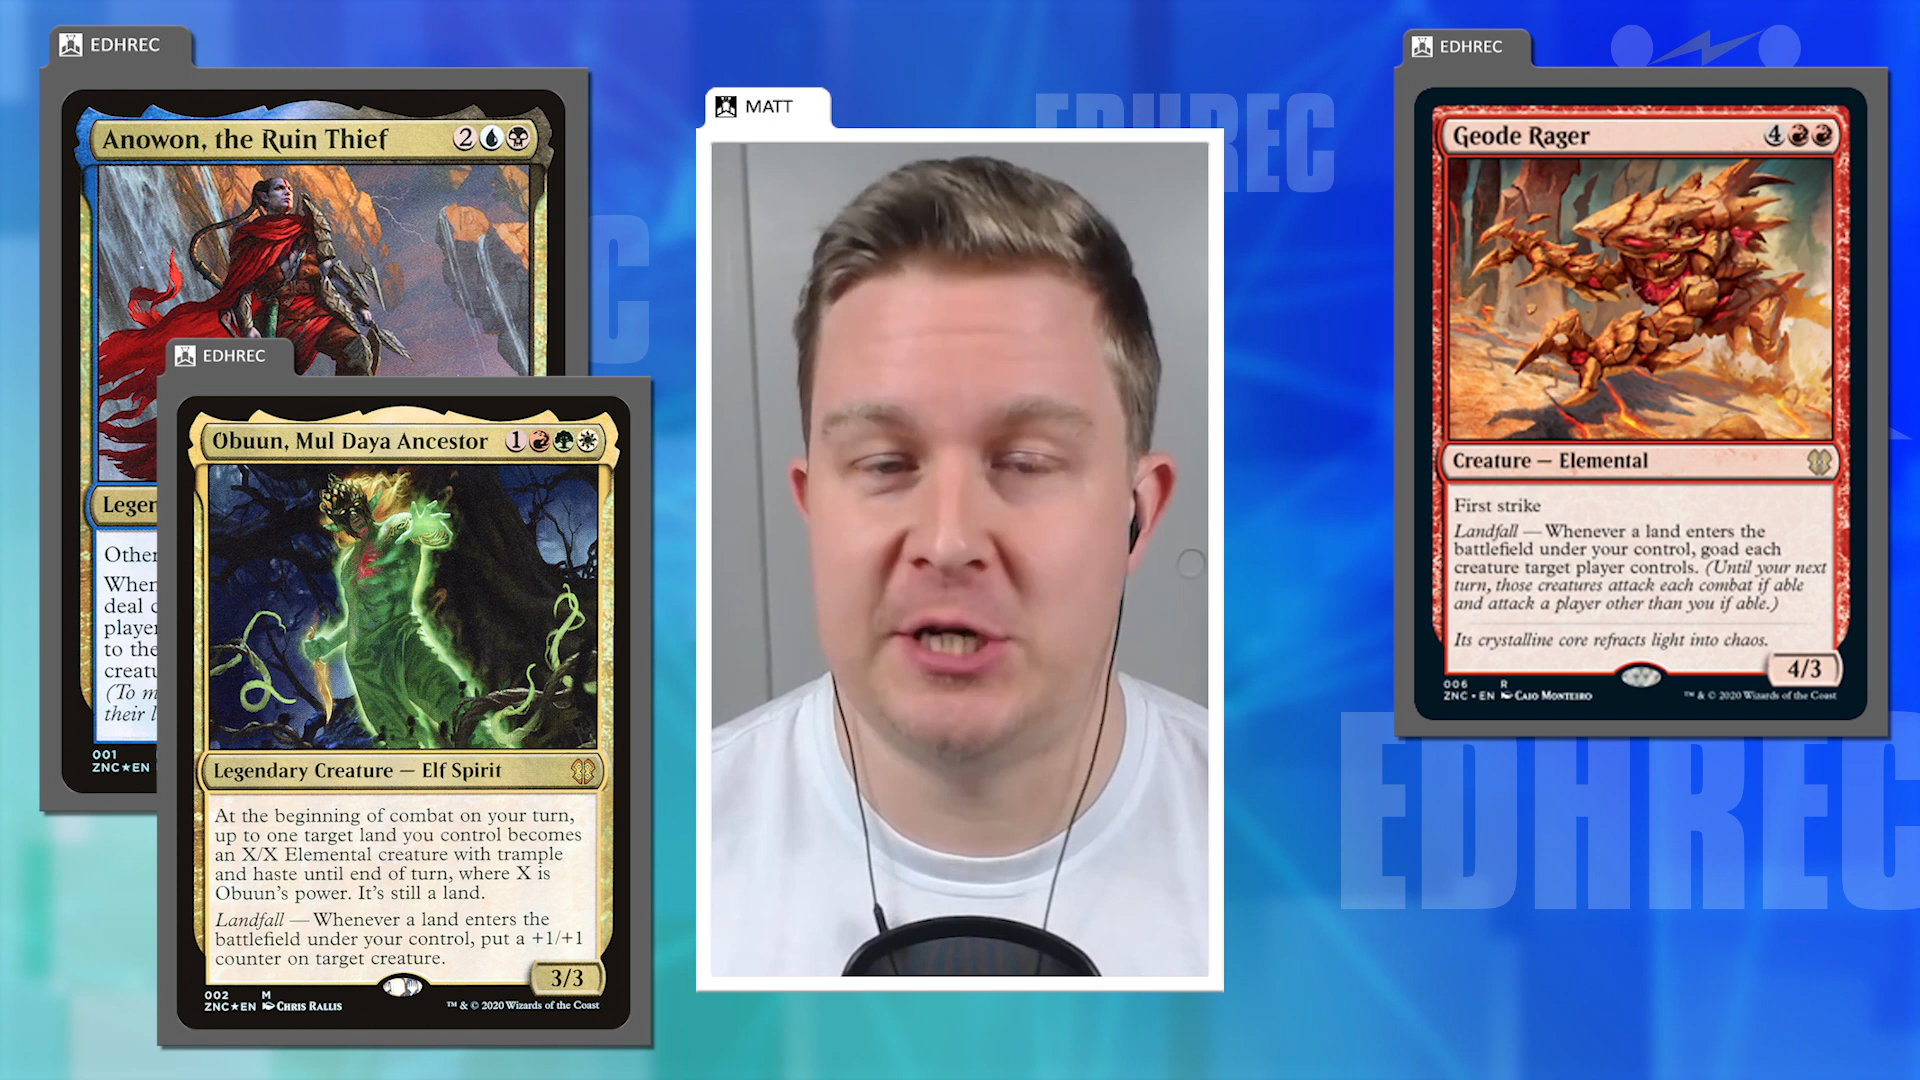 EDHREC
Anowon, the Ruin Thief 2
Legen
Other
When
deal c
player
to the
creatu
(To m
their l
001
ZNC★EN
EDHREC
Obuun, Mul Daya Ancestor 1
Legendary Creature — Elf Spirit
At the beginning of combat on your turn,
up to one target land you control becomes
an X/X Elemental creature with trample
and haste until end of turn, where X is
Obuun's power. It's still a land.
Landfall — Whenever a land enters the
battlefield under your control, put a +1/+1
counter on target creature.
3/3
002 M
ZNC★EN Chris Rallis
™ & © 2020 Wizards of the Coast
MATT
EDHREC
Geode Rager 4
Creature — Elemental
First strike
Landfall — Whenever a land enters the
battlefield under your control, goad each
creature target player controls. (Until your next
turn, those creatures attack each combat if able
and attack a player other than you if able.)
Its crystalline core refracts light into chaos.
4/3
006 R
ZNC • EN Caio Monteiro
™ & © 2020 Wizards of the Coast
EDHREC
C
EDHREC